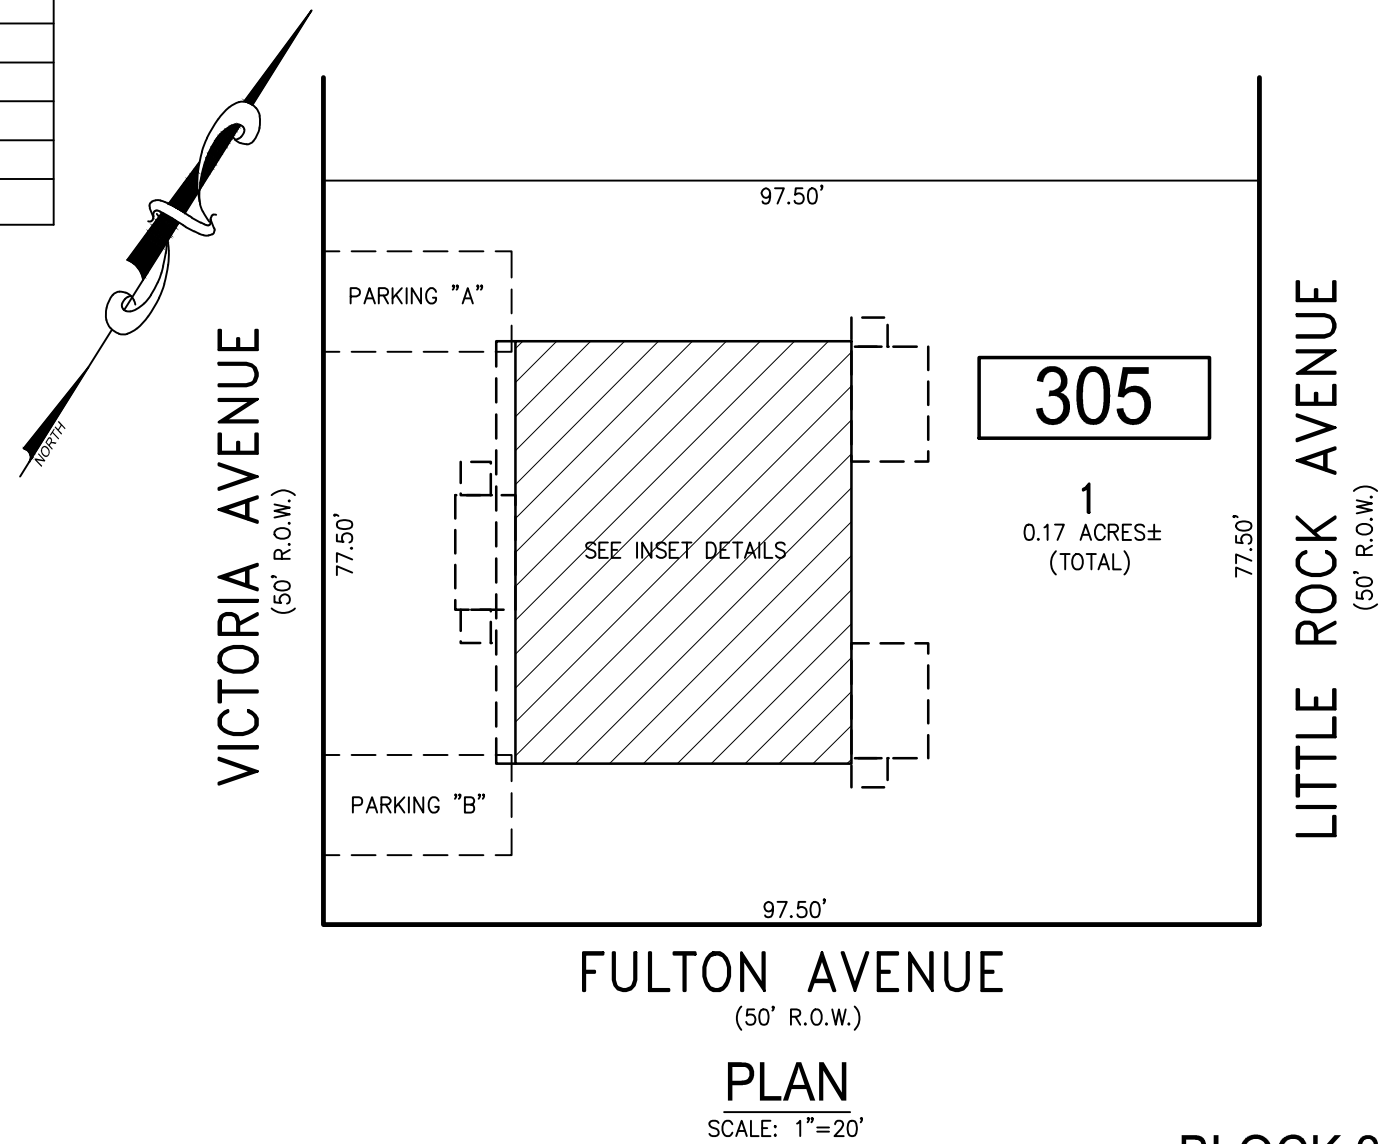 NORTH
97.50'
PARKING "A"
305
1
0.17 ACRES±
(TOTAL)
SEE INSET DETAILS
VICTORIA AVENUE
(50' R.O.W.)
77.50'
77.50'
LITTLE ROCK AVENUE
(50' R.O.W.)
PARKING "B"
97.50'
FULTON AVENUE
(50' R.O.W.)
PLAN
SCALE: 1"=20'